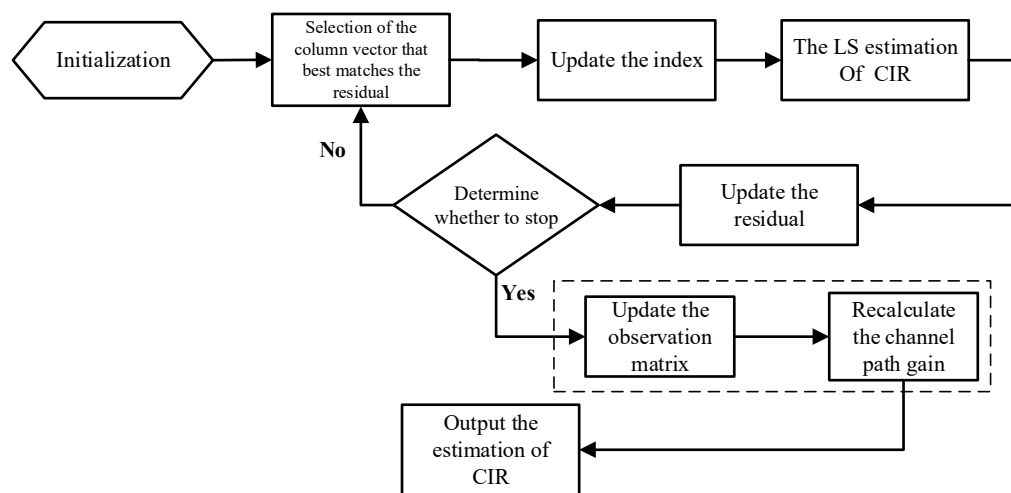 Initialization
Selection of the
column vector that
best matches the
residual
Update the index
The LS estimation
Of CIR
No
Determine
whether to stop
Update the
residual
Yes
Update the
observation
matrix
Recalculate
the channel
path gain
Output the
estimation of
CIR